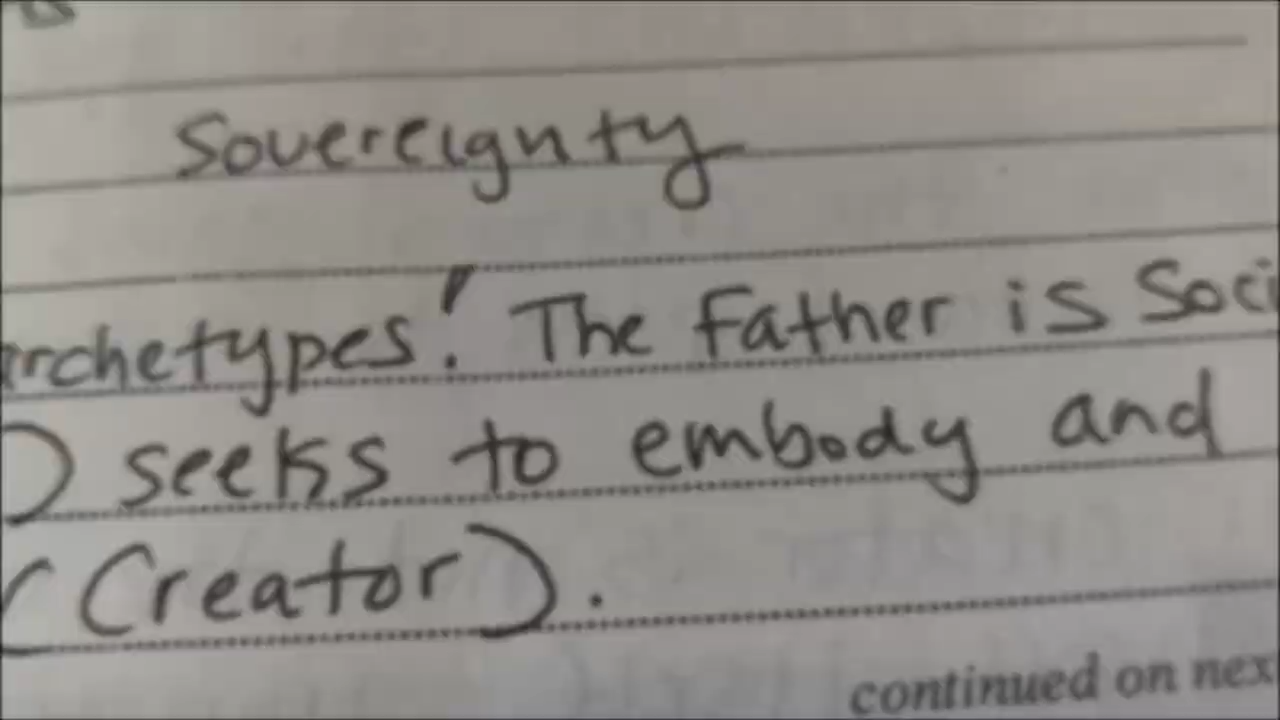 Sovereignty
archetypes! The Father is Soci
) seeks to embody and
(Creator).
continued on nex